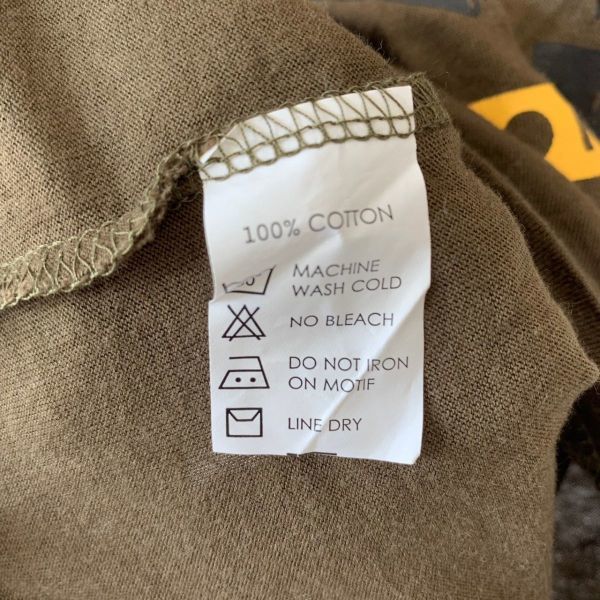 100% COTTON
MACHINE
WASH COLD
NO BLEACH
DO NOT IRON
ON MOTIF
LINE DRY